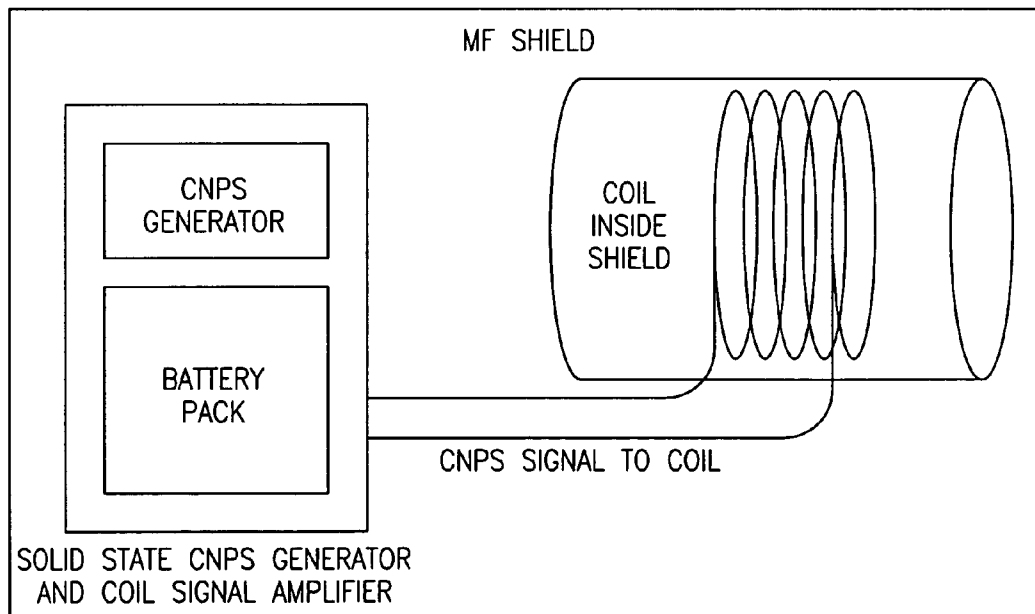 MF SHIELD
CNPS
GENERATOR
BATTERY
PACK
COIL
INSIDE
SHIELD
CNPS SIGNAL TO COIL
SOLID STATE CNPS GENERATOR
AND COIL SIGNAL AMPLIFIER